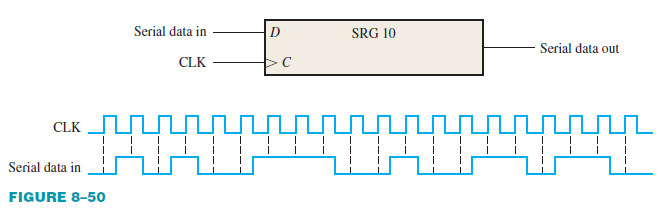 Serial data in
D
SRG 10
Serial data out
CLK
C
CLK
Serial data in
FIGURE 8–50